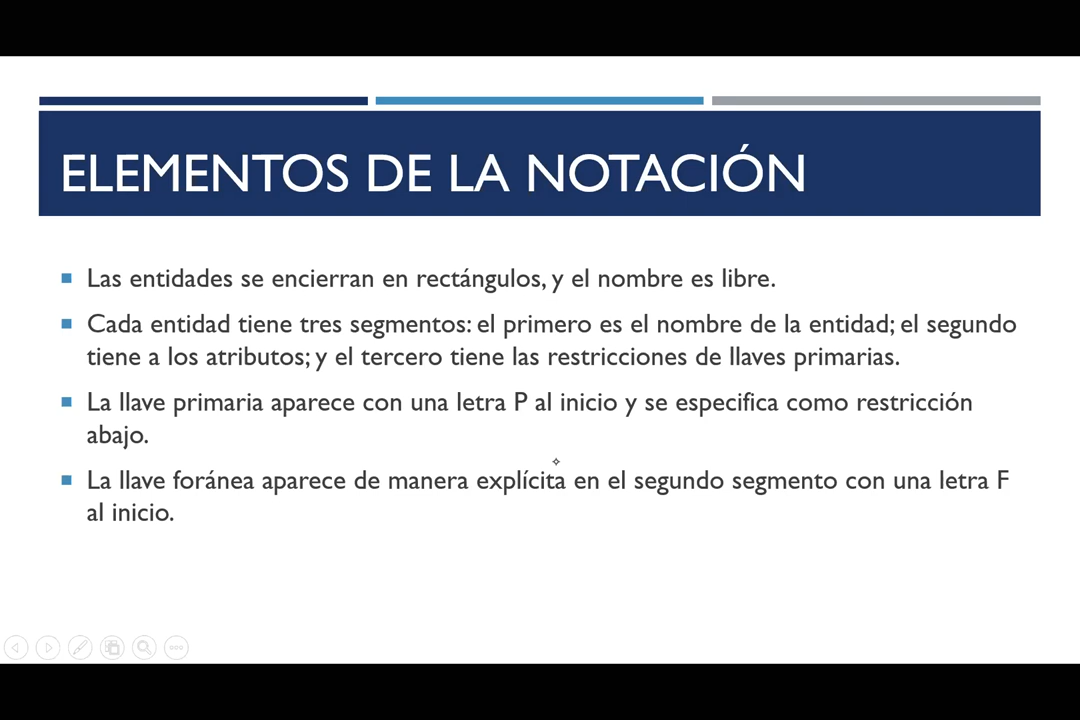 ELEMENTOS DE LA NOTACIÓN
Las entidades se encierran en rectángulos, y el nombre es libre.
Cada entidad tiene tres segmentos: el primero es el nombre de la entidad; el segundo
tiene a los atributos; y el tercero tiene las restricciones de llaves primarias.
La llave primaria aparece con una letra P al inicio y se especifica como restricción
abajo.
La llave foránea aparece de manera explícita en el segundo segmento con una letra F
al inicio.